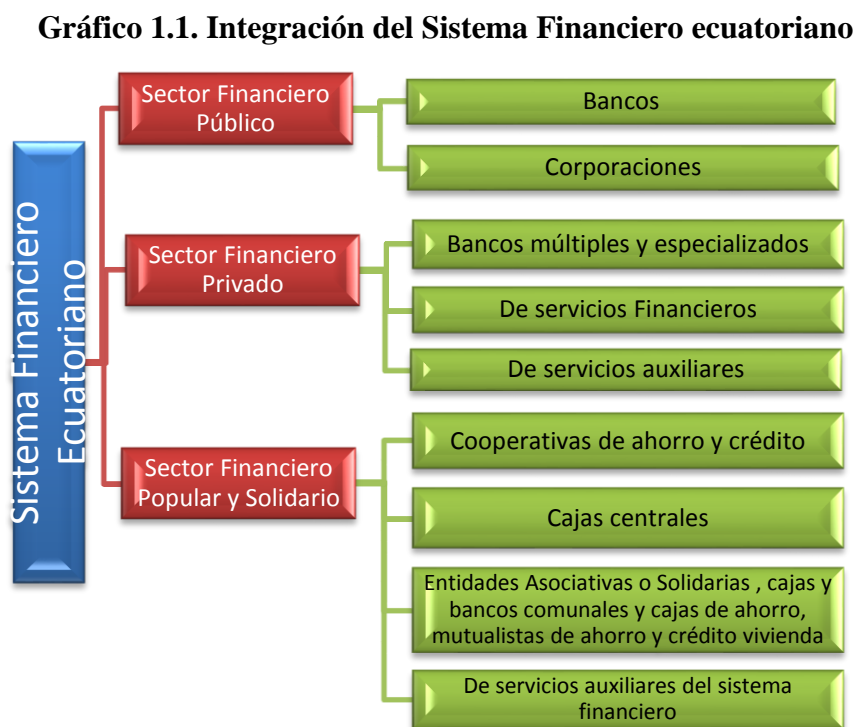 Gráfico 1.1. Integración del Sistema Financiero ecuatoriano
Sistema Financiero
Ecuatoriano
Sector Financiero
Público
Bancos
Corporaciones
Sector Financiero
Privado
Bancos múltiples y especializados
De servicios Financieros
De servicios auxiliares
Sector Financiero
Popular y Solidario
Cooperativas de ahorro y crédito
Cajas centrales
Entidades Asociativas o Solidarias , cajas y
bancos comunales y cajas de ahorro,
mutualistas de ahorro y crédito vivienda
De servicios auxiliares del sistema
financiero